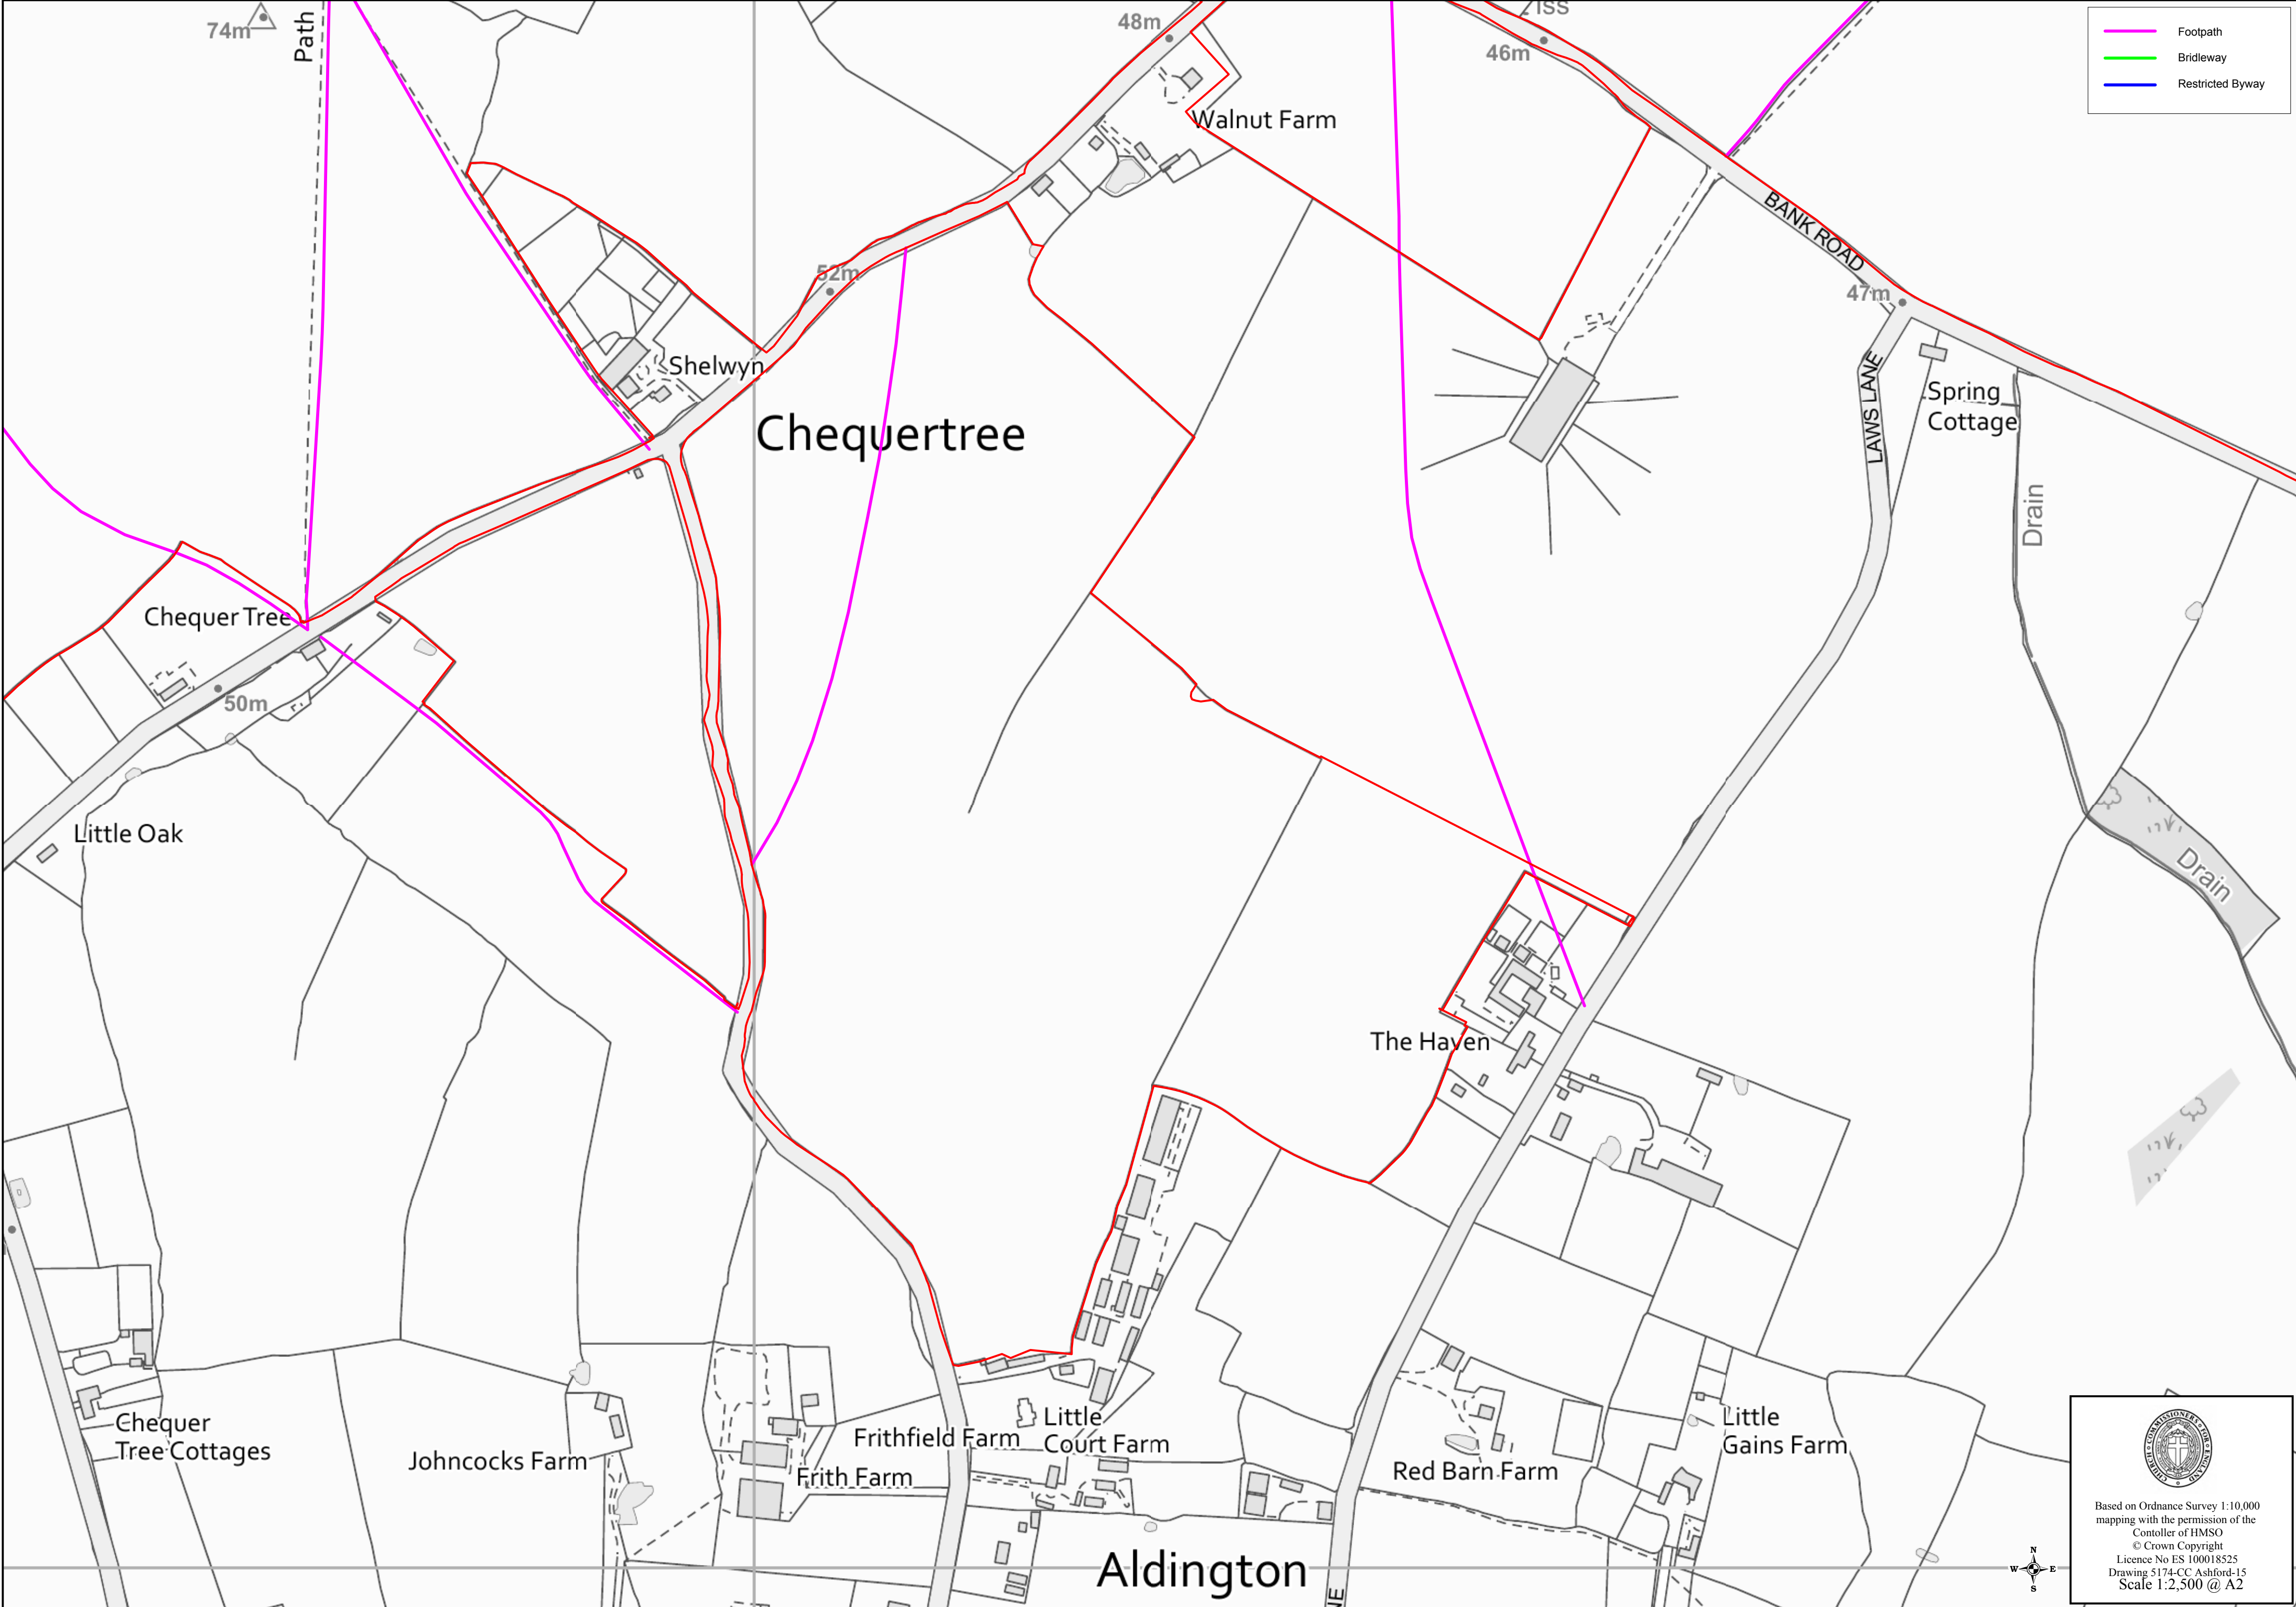 74m
Path
48m
46m
Footpath
Bridleway
Restricted Byway
Walnut Farm
BANK ROAD
52m
47m
Shelwyn
LAWS LANE
Spring
Cottage
Chequertree
Drain
Chequer Tree
50m
Little Oak
Drain
The Haven
Chequer
Tree Cottages
Johncocks Farm
Frithfield Farm
Frith Farm
Little
Court Farm
Red Barn Farm
Little
Gains Farm
Aldington
N
W E
S
CHURCH COMMISSIONERS FOR ENGLAND
Based on Ordnance Survey 1:10,000
mapping with the permission of the
Contoller of HMSO
© Crown Copyright
Licence No ES 100018525
Drawing 5174-CC Ashford-15
Scale 1:2,500 @ A2